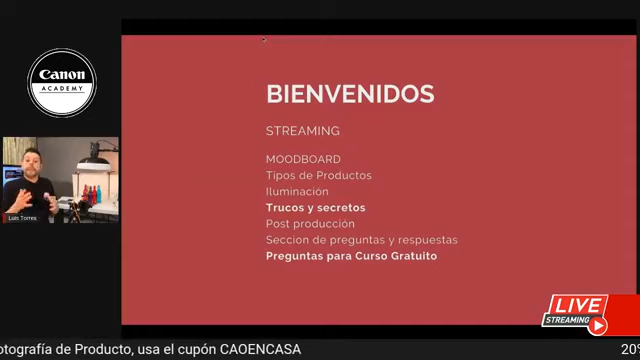 Canon
ACADEMY
BIENVENIDOS
STREAMING
MOODBOARD
Tipos de Productos
Iluminación
Trucos y secretos
Post producción
Seccion de preguntas y respuestas
Preguntas para Curso Gratuito
Luis Torres
LIVE
STREAMING
otografía de Producto, usa el cupón CAOENCASA
20%